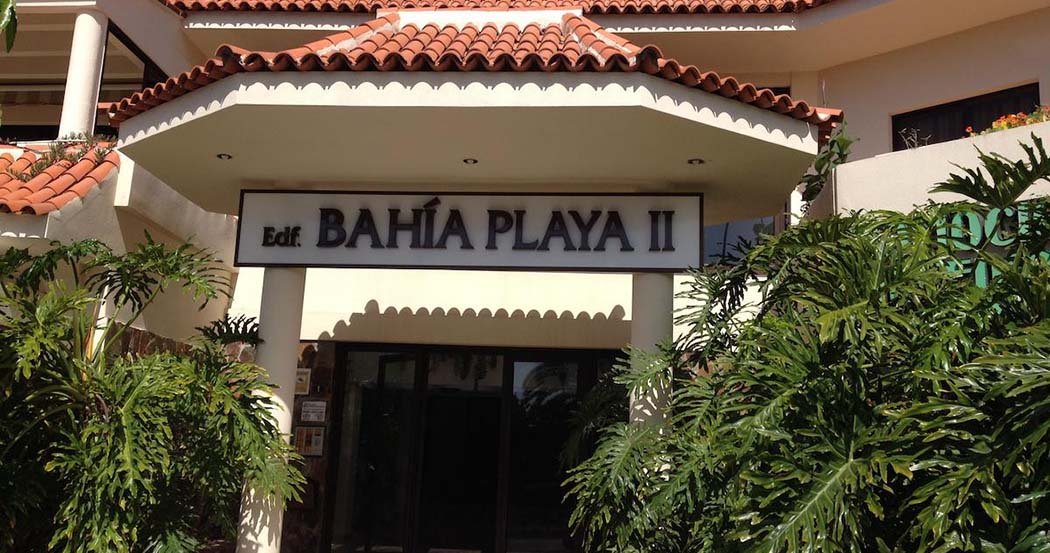 Edf. BAHÍA PLAYA II